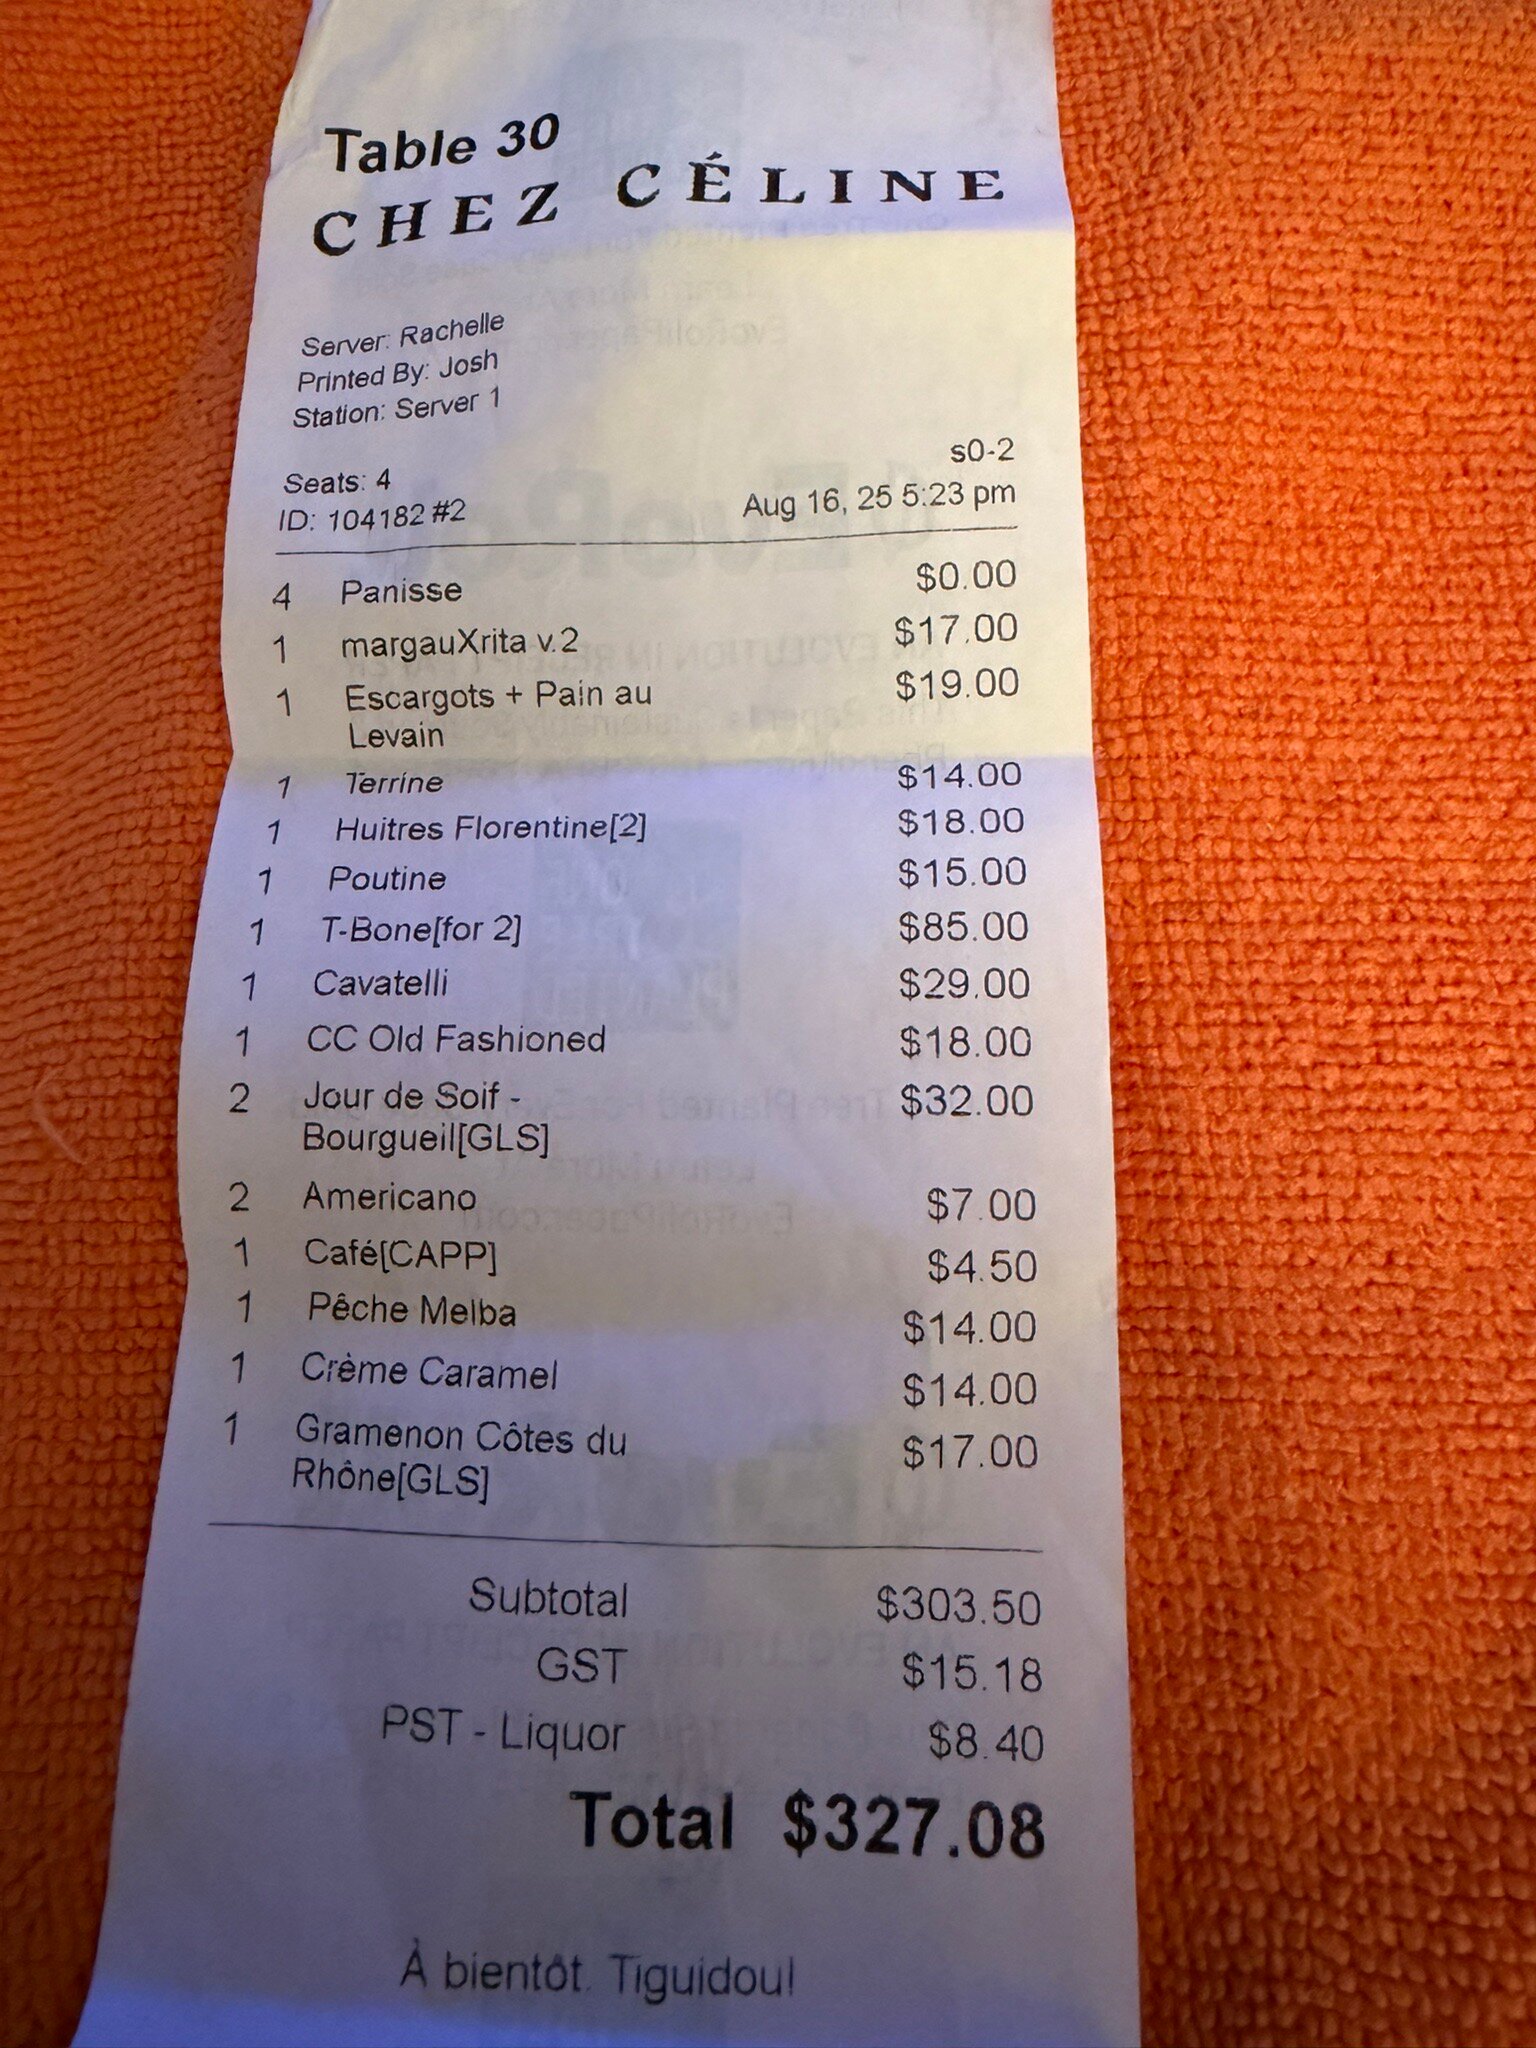 Table 30
CHEZ CÉLINE
Server: Rachelle
Printed By: Josh
Station: Server 1
s0-2
Seats: 4
ID: 104182 #2 Aug 16, 25 5:23 pm
4 Panisse $0.00
1 margauXrita v.2 $17.00
1 Escargots + Pain au $19.00
Levain
1 Terrine $14.00
1 Huitres Florentine[2] $18.00
1 Poutine $15.00
1 T-Bone[for 2] $85.00
1 Cavatelli $29.00
1 CC Old Fashioned $18.00
2 Jour de Soif - $32.00
Bourgueil[GLS]
2 Americano $7.00
1 Café[CAPP] $4.50
1 Pêche Melba $14.00
1 Crème Caramel $14.00
1 Gramenon Côtes du $17.00
Rhône[GLS]
Subtotal $303.50
GST $15.18
PST - Liquor $8.40
Total $327.08
À bientôt. Tiguidou!